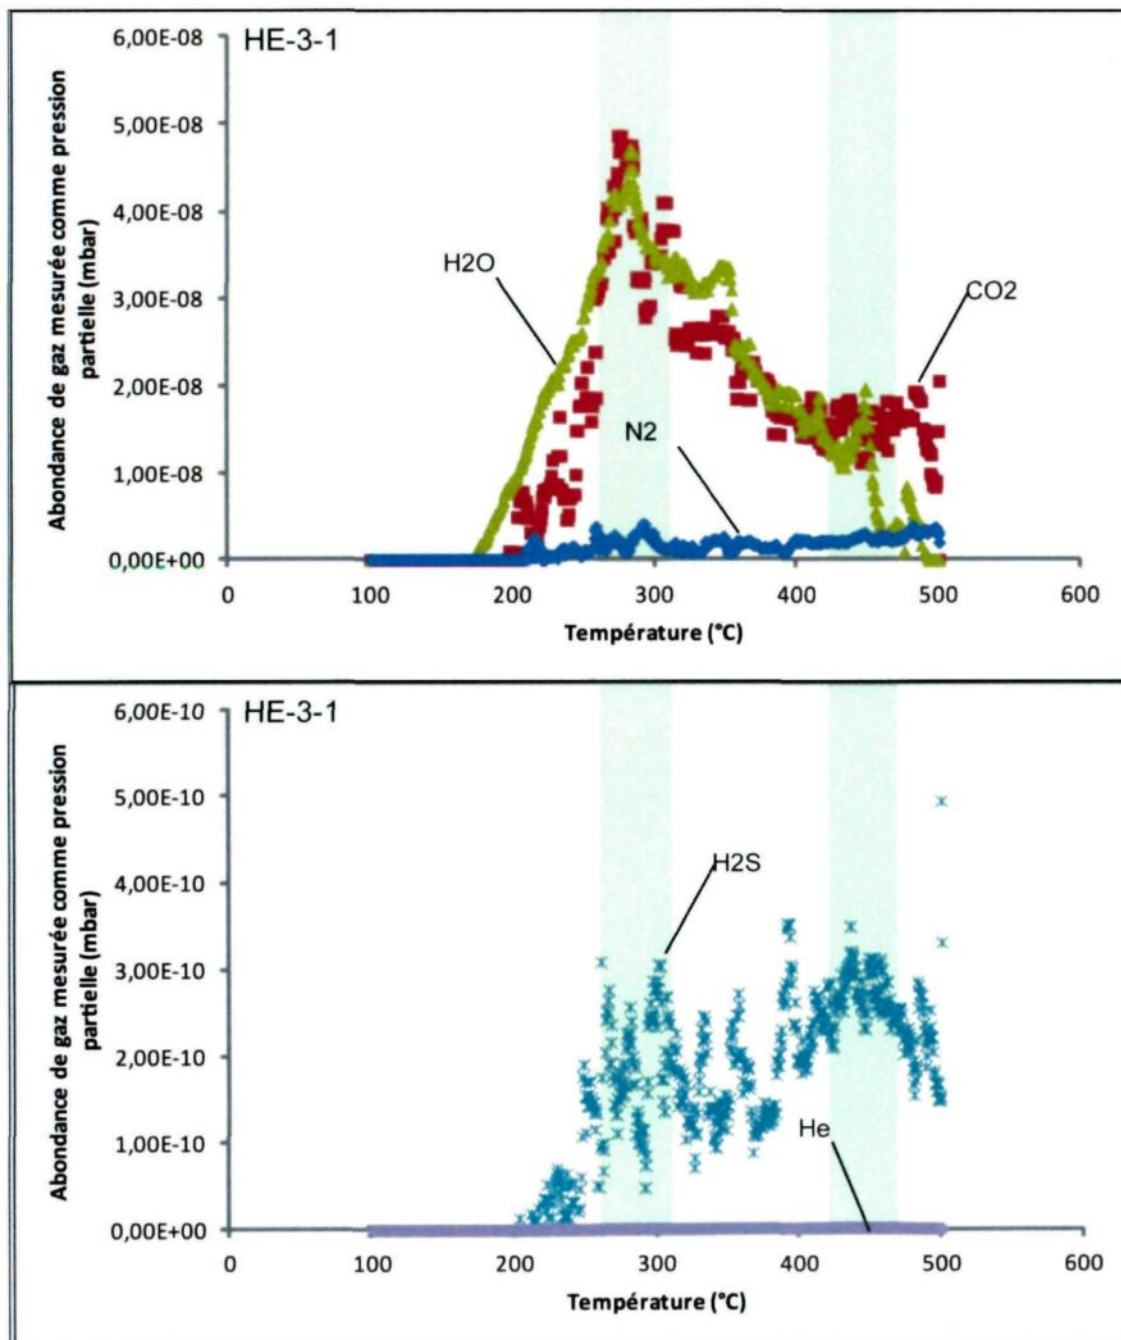 HE-3-1
Abondance de gaz mesurée comme pression
partielle (mbar)
6,00E-08
5,00E-08
4,00E-08
3,00E-08
2,00E-08
1,00E-08
0,00E+00
H2O
CO2
N2
0 100 200 300 400 500 600
Température (°C)
HE-3-1
Abondance de gaz mesurée comme pression
partielle (mbar)
6,00E-10
5,00E-10
4,00E-10
3,00E-10
2,00E-10
1,00E-10
0,00E+00
H2S
He
0 100 200 300 400 500 600
Température (°C)